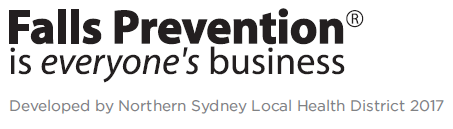 Falls Prevention®
is everyone's business
Developed by Northern Sydney Local Health District 2017